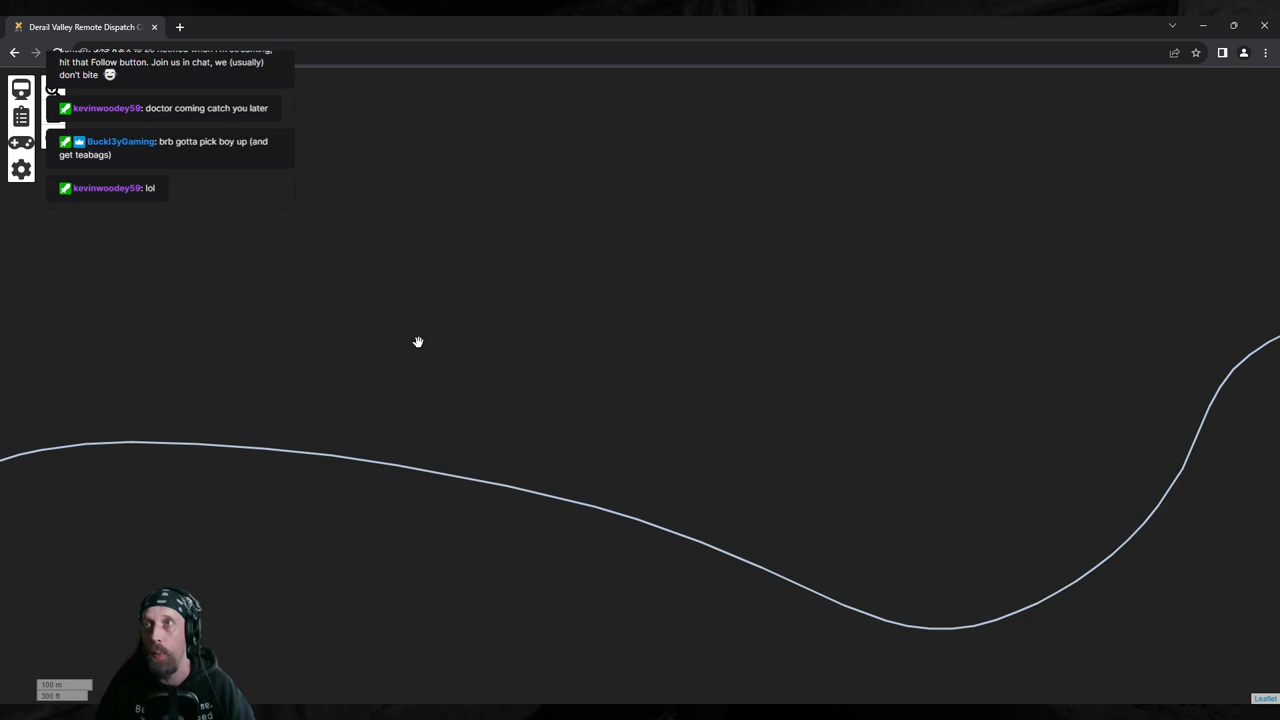 Derail Valley Remote Dispatch
hit that Follow button. Join us in chat, we (usually)
don't bite
kevinwoodey59: doctor coming catch you later
Buckl3yGaming: brb gotta pick boy up (and
get teabags)
kevinwoodey59: lol
100 m
300 ft
Leaflet